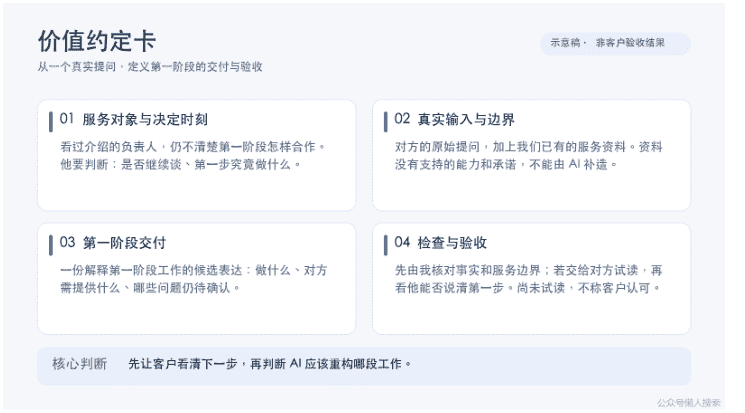 价值约定卡
示意稿· 非客户验收结果
从一个真实提问，定义第一阶段的交付与验收
01 服务对象与决定时刻
看过介绍的负责人，仍不清楚第一阶段怎样合作。
他要判断：是否继续谈、第一步究竟做什么。
02 真实输入与边界
对方的原始提问，加上我们已有的服务资料。资料
没有支持的能力和承诺，不能由 AI 补造。
03 第一阶段交付
一份解释第一阶段工作的候选表达：做什么、对方
需提供什么、哪些问题仍待确认。
04 检查与验收
先由我核对事实和服务边界；若交给对方试读，再
看他能否说清第一步。尚未试读，不称客户认可。
核心判断 先让客户看清下一步，再判断 AI 应该重构哪段工作。
公众号懒人搜索